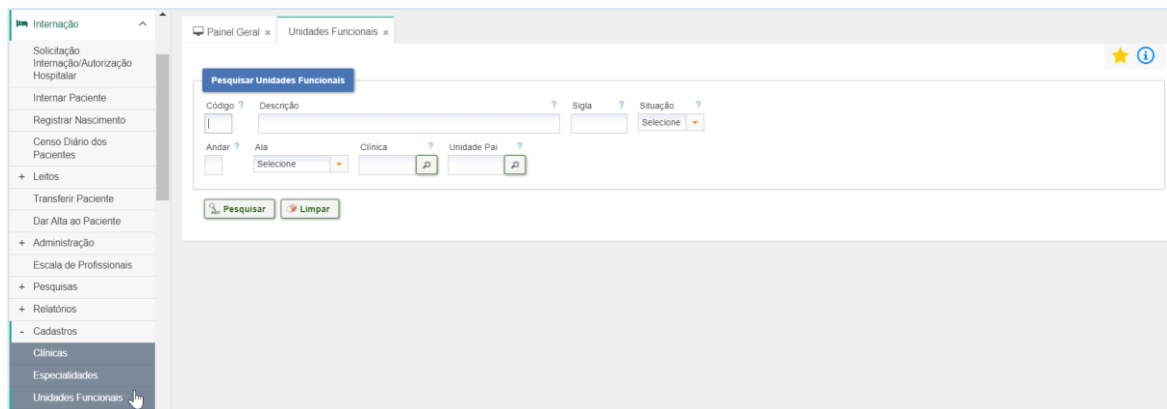 Internação
Solicitação
Internação/Autorização
Hospitalar
Internar Paciente
Registrar Nascimento
Censo Diário dos
Pacientes
+ Leitos
Transferir Paciente
Dar Alta ao Paciente
+ Administração
Escala de Profissionais
+ Pesquisas
+ Relatórios
- Cadastros
Clínicas
Especialidades
Unidades Funcionais
Painel Geral × Unidades Funcionais ×
Pesquisar Unidades Funcionais
Código ? Descrição ? Sigla ? Situação ?
Selecione
Andar ? Ala Clínica ? Unidade Pai ?
Selecione
Pesquisar Limpar